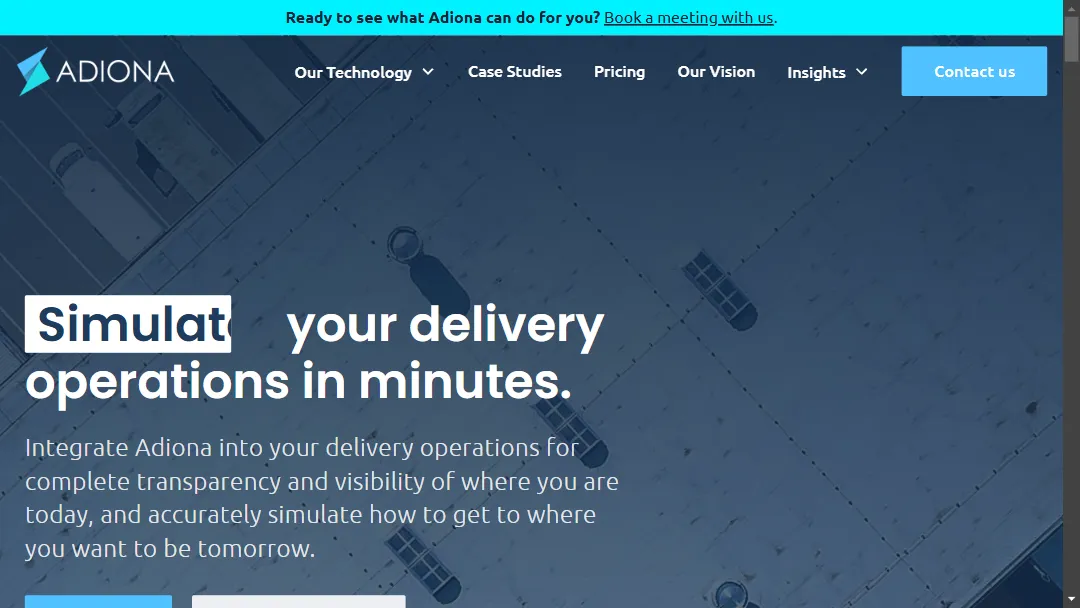 Ready to see what Adiona can do for you? Book a meeting with us.
ADIONA
Our Technology
Case Studies
Pricing
Our Vision
Insights
Contact us
Simulate your delivery
operations in minutes.
Integrate Adiona into your delivery operations for
complete transparency and visibility of where you are
today, and accurately simulate how to get to where
you want to be tomorrow.